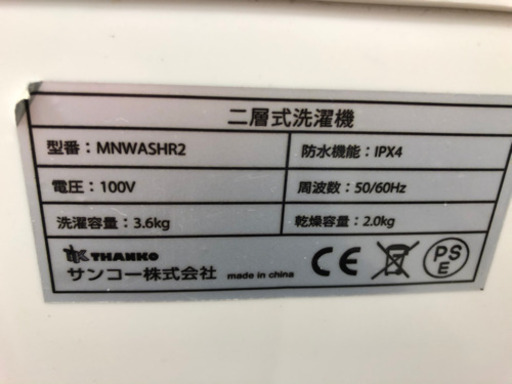 二層式洗濯機
型番：MNWASHR2 防水機能：IPX4
電圧：100V 周波数：50/60Hz
洗濯容量：3.6kg 乾燥容量：2.0kg
THANKO
サンコー株式会社 made in china CE PSE